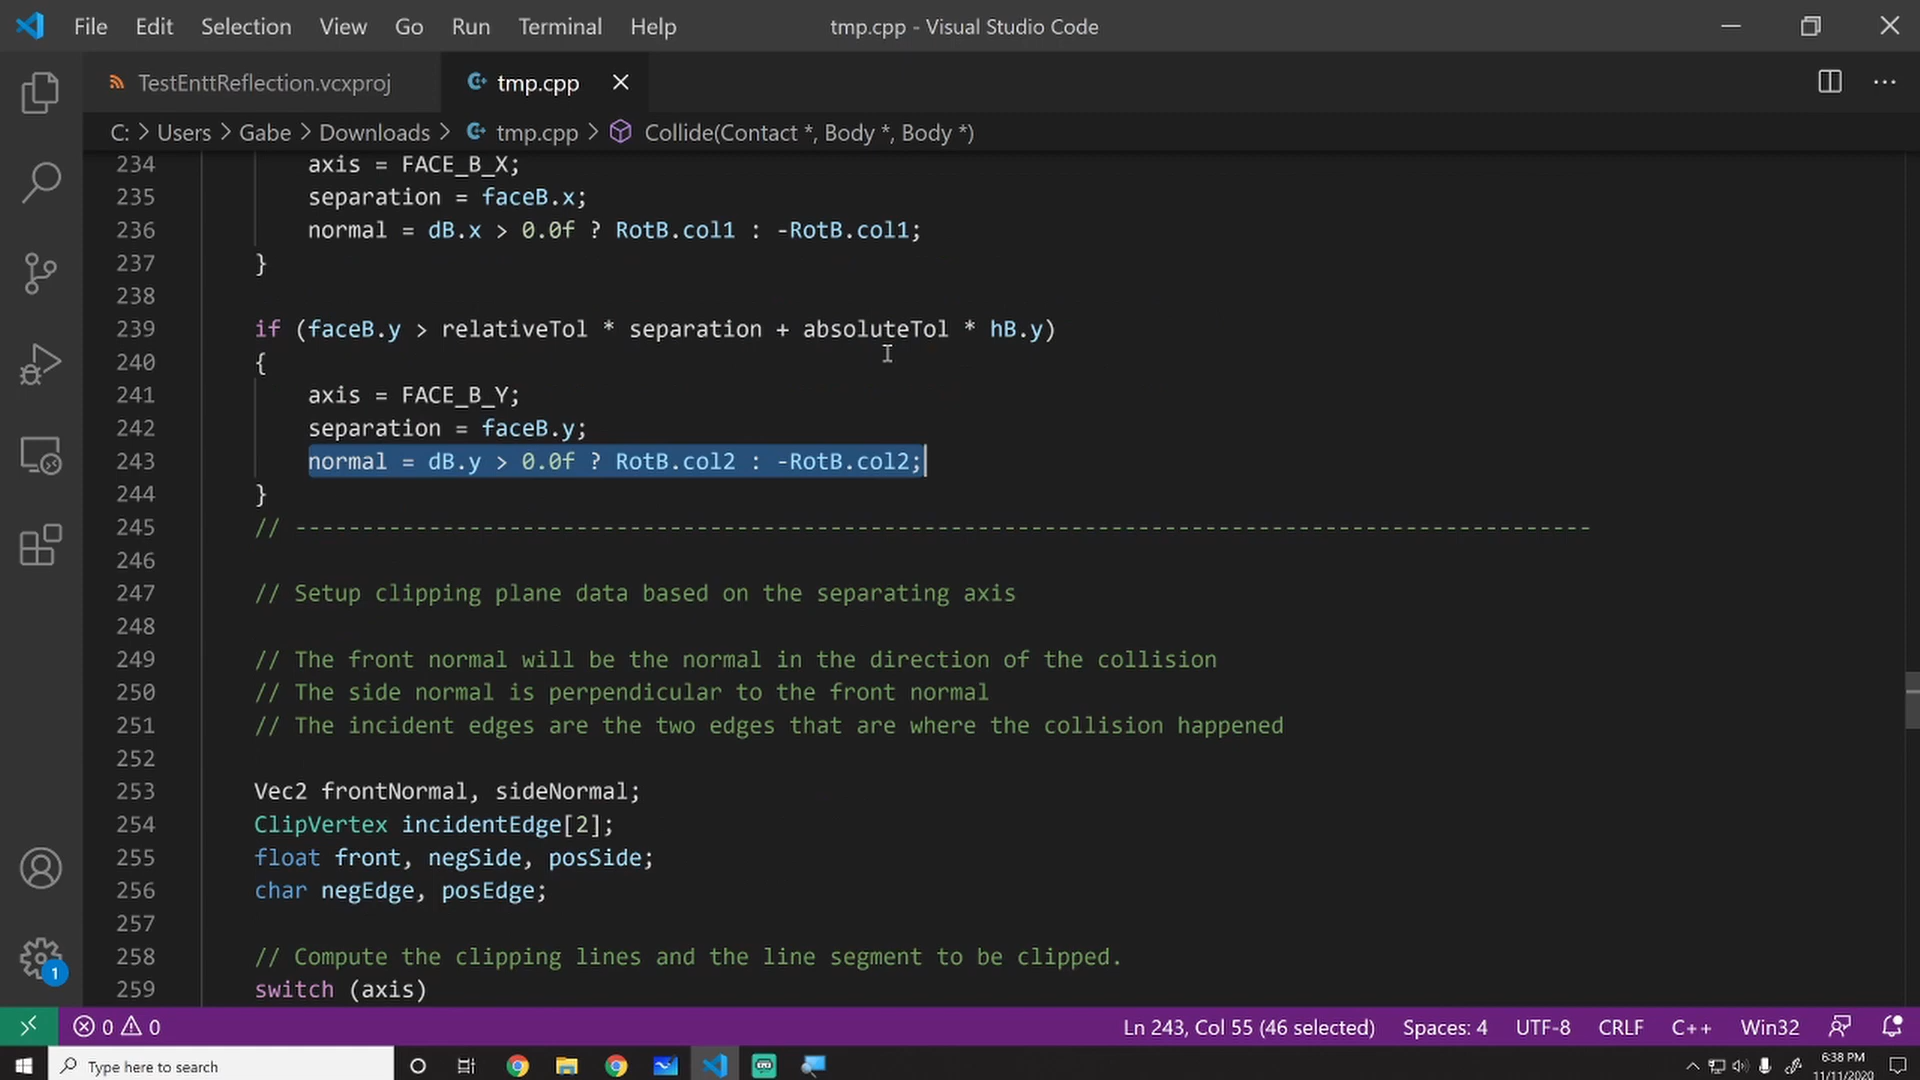 File Edit Selection View Go Run Terminal Help tmp.cpp - Visual Studio Code
TestEnttReflection.vcxproj tmp.cpp
C: > Users > Gabe > Downloads > tmp.cpp > Collide(Contact *, Body *, Body *)
234 axis = FACE_B_X;
235 separation = faceB.x;
236 normal = dB.x > 0.0f ? RotB.col1 : -RotB.col1;
237 }
238
239 if (faceB.y > relativeTol * separation + absoluteTol * hB.y)
240 {
241 axis = FACE_B_Y;
242 separation = faceB.y;
243 normal = dB.y > 0.0f ? RotB.col2 : -RotB.col2;
244 }
245 // -------------------------------------------------------------------------------------------------
246
247 // Setup clipping plane data based on the separating axis
248
249 // The front normal will be the normal in the direction of the collision
250 // The side normal is perpendicular to the front normal
251 // The incident edges are the two edges that are where the collision happened
252
253 Vec2 frontNormal, sideNormal;
254 ClipVertex incidentEdge[2];
255 float front, negSide, posSide;
256 char negEdge, posEdge;
257
258 // Compute the clipping lines and the line segment to be clipped.
259 switch (axis)
1
0 0 Ln 243, Col 55 (46 selected) Spaces: 4 UTF-8 CRLF C++ Win32
Type here to search
6:38 PM
11/11/2020